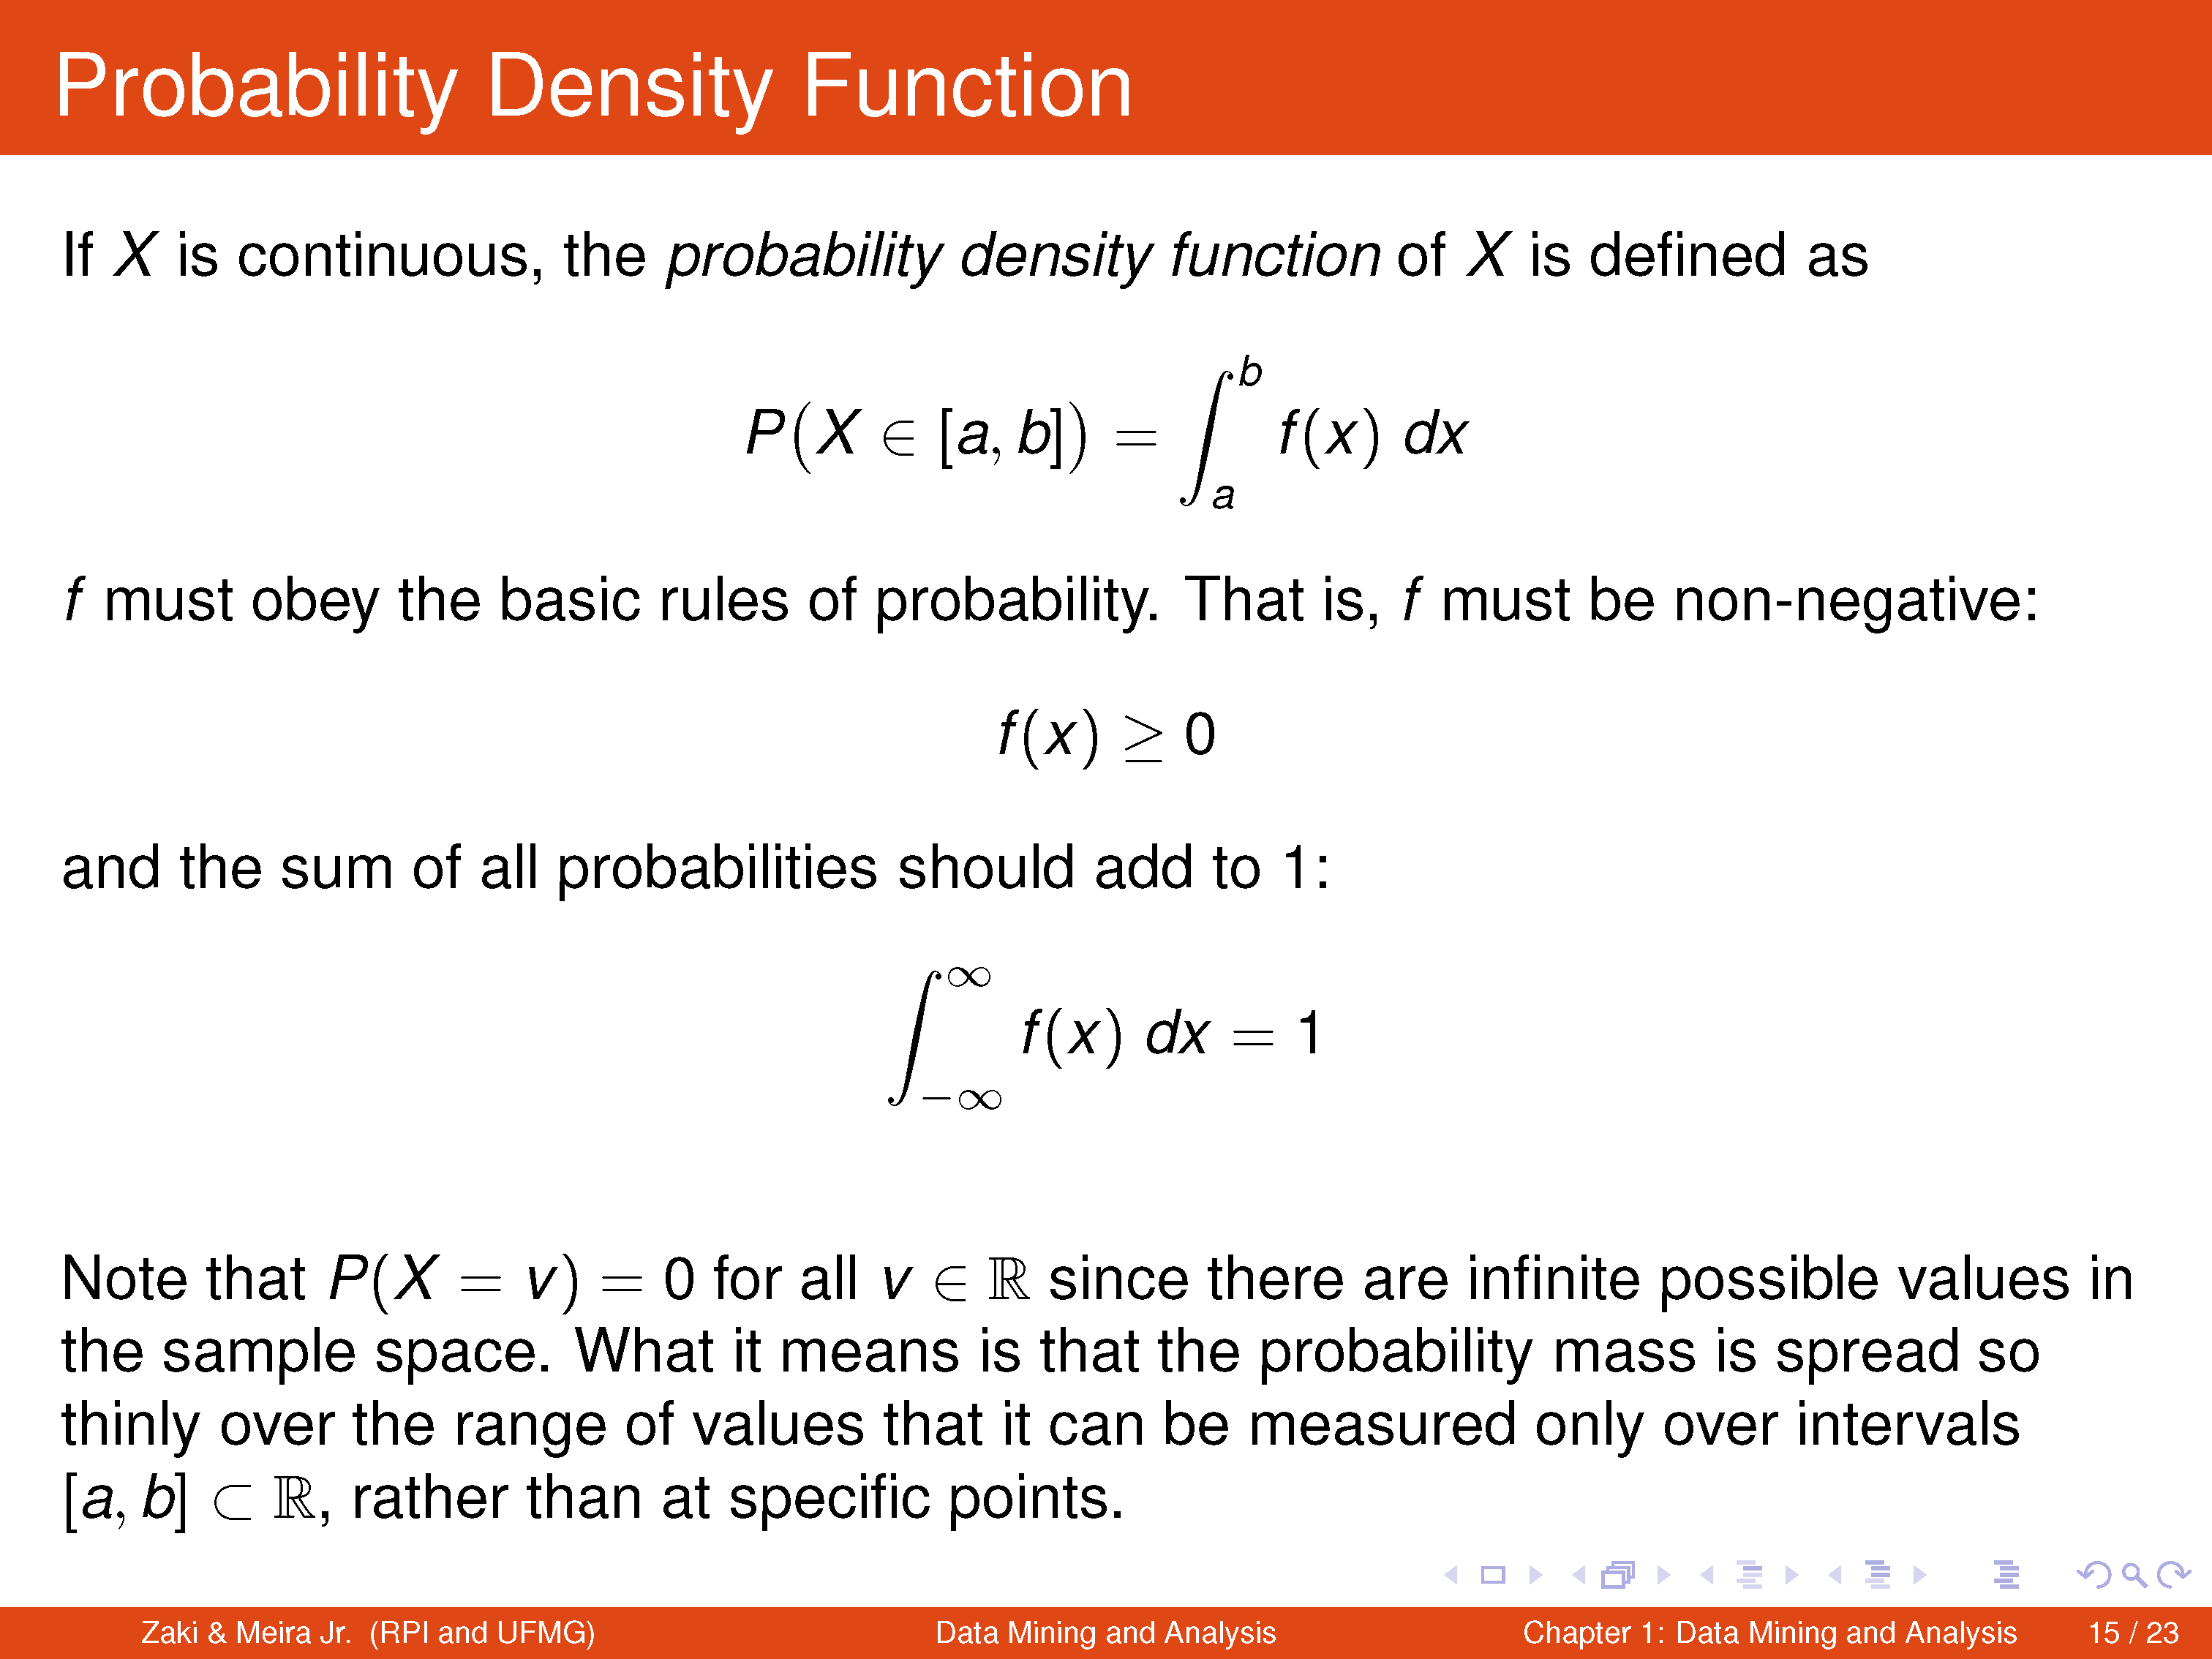 Probability Density Function
If X is continuous, the probability density function of X is defined as
P(X ∈ [a, b]) = ∫_a^b f(x) dx
f must obey the basic rules of probability. That is, f must be non-negative:
f(x) ≥ 0
and the sum of all probabilities should add to 1:
∫_{−∞}^∞ f(x) dx = 1
Note that P(X = v) = 0 for all v ∈ ℝ since there are infinite possible values in
the sample space. What it means is that the probability mass is spread so
thinly over the range of values that it can be measured only over intervals
[a, b] ⊂ ℝ, rather than at specific points.
Zaki & Meira Jr. (RPI and UFMG) Data Mining and Analysis Chapter 1: Data Mining and Analysis 15 / 23